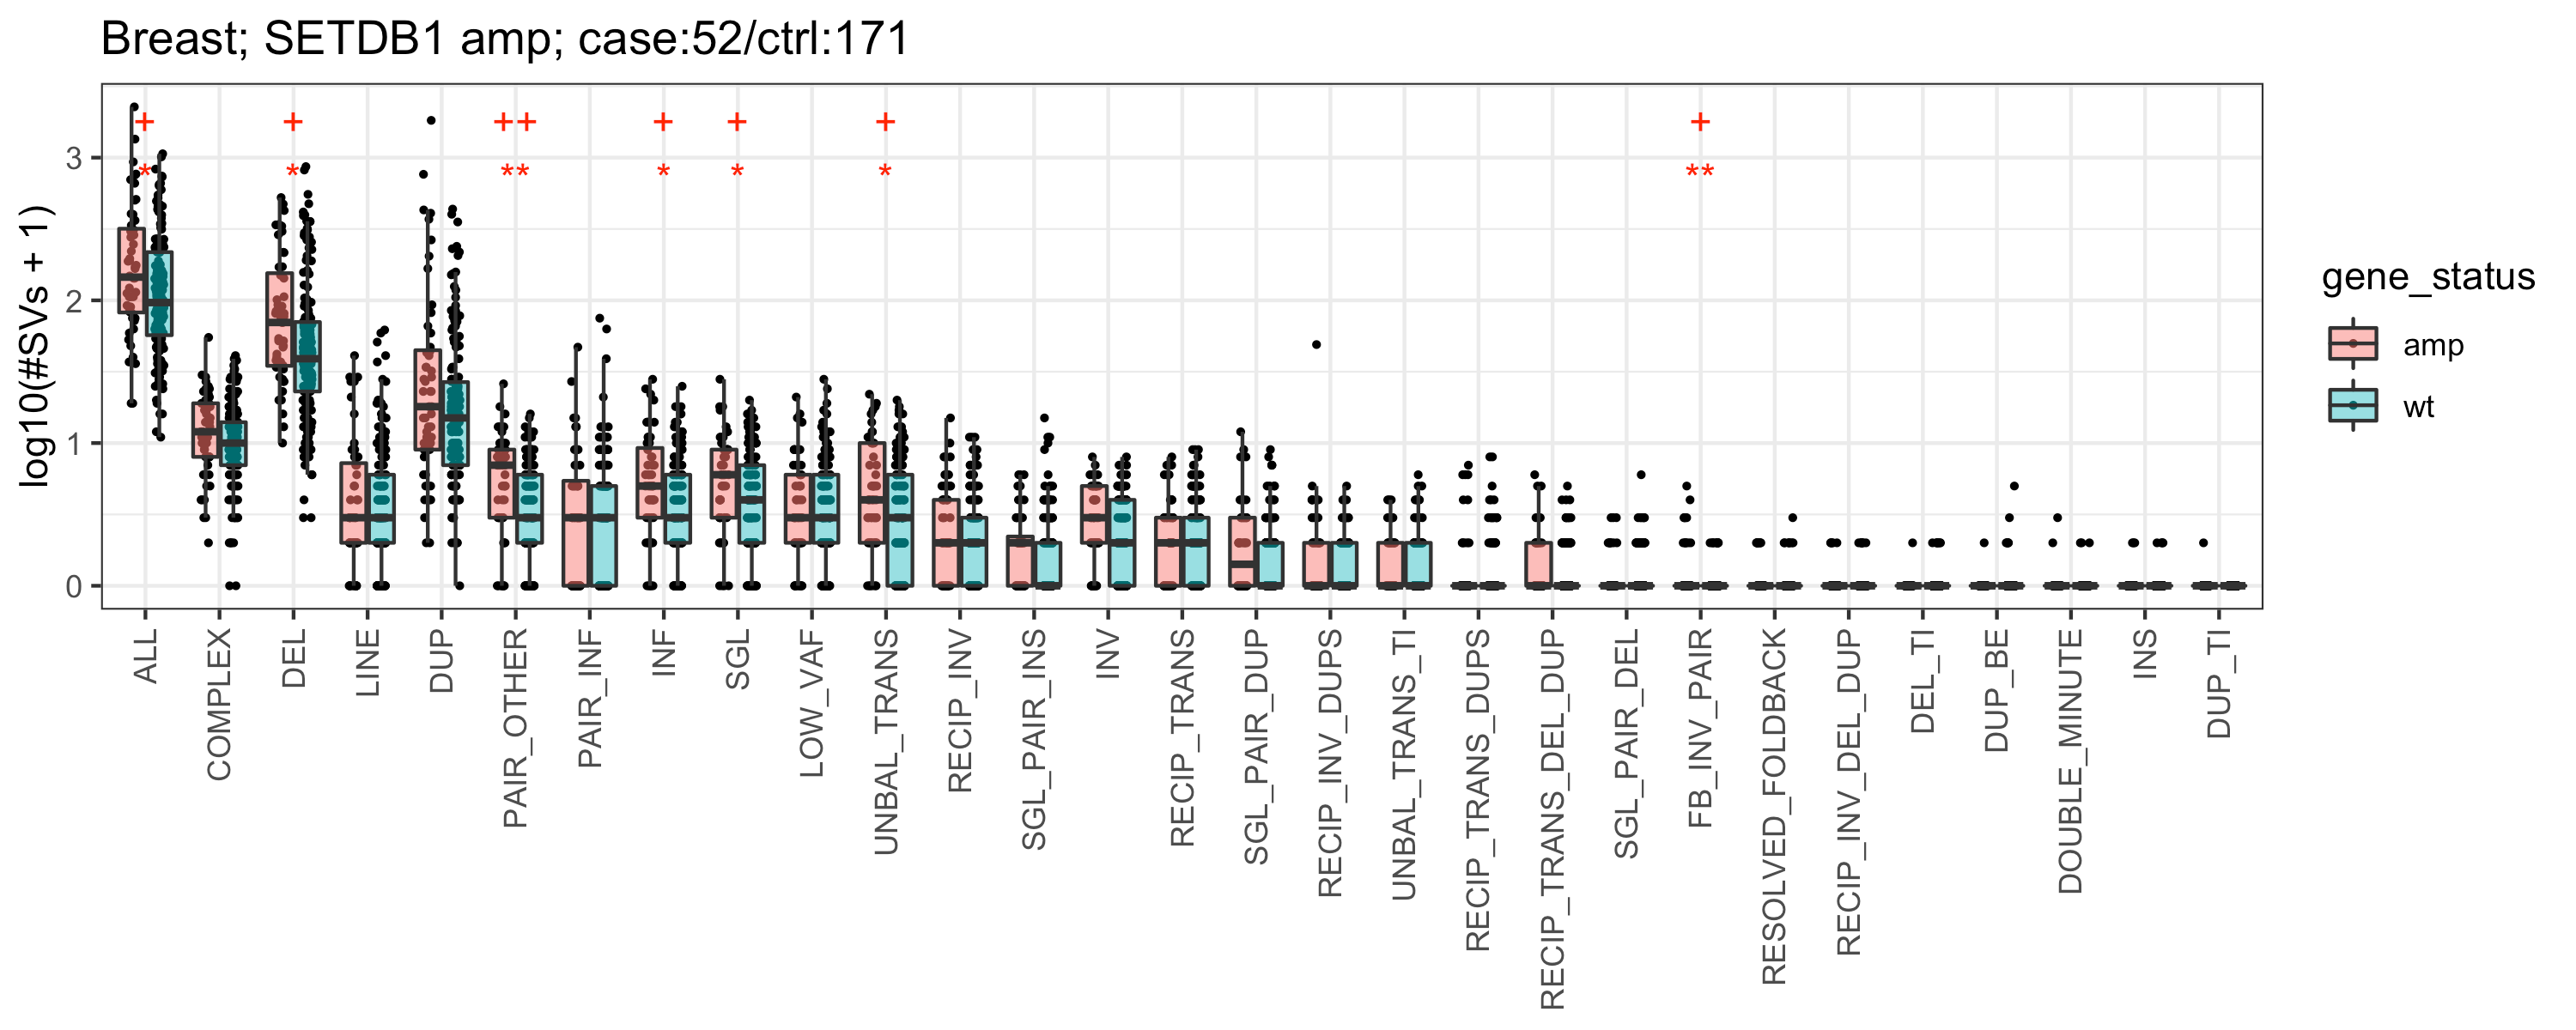 Breast; SETDB1 amp; case:52/ctrl:171
log10(#SVs + 1)
3
2
1
0
+ + ++ + + + +
* * ** * * * **
ALL
COMPLEX
DEL
LINE
DUP
PAIR_OTHER
PAIR_INF
INF
SGL
LOW_VAF
UNBAL_TRANS
RECIP_INV
SGL_PAIR_INS
INV
RECIP_TRANS
SGL_PAIR_DUP
RECIP_INV_DUPS
UNBAL_TRANS_TI
RECIP_TRANS_DUPS
RECIP_TRANS_DEL_DUP
SGL_PAIR_DEL
FB_INV_PAIR
RESOLVED_FOLDBACK
RECIP_INV_DEL_DUP
DEL_TI
DUP_BE
DOUBLE_MINUTE
INS
DUP_TI
gene_status
amp
wt